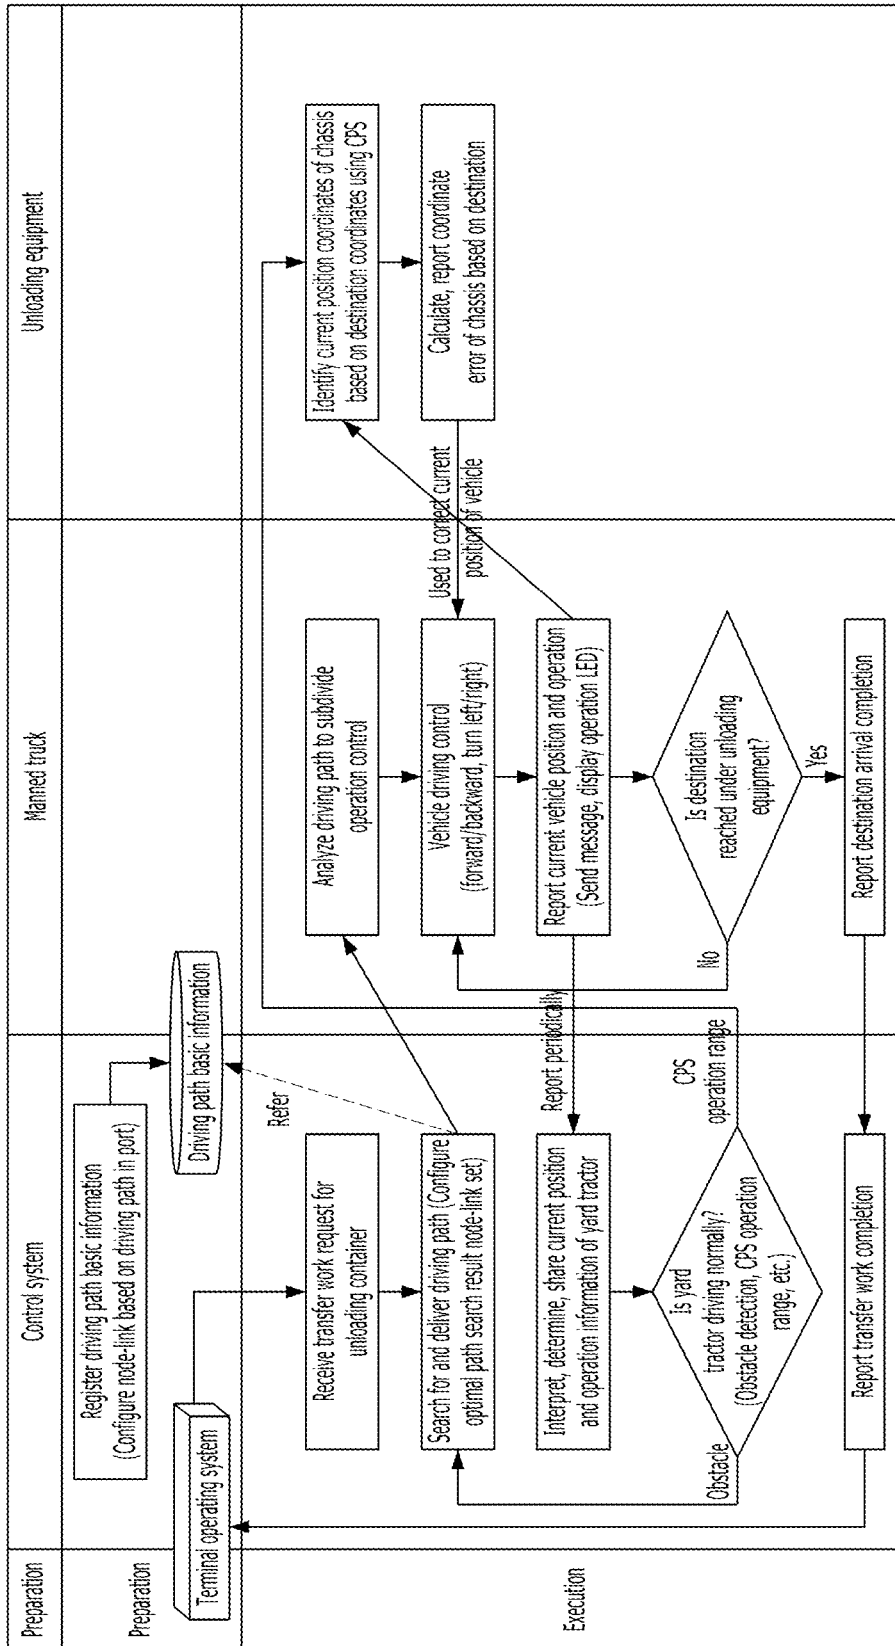 Preparation
Control system
Manned truck
Unloading equipment
Preparation
Register driving path basic information
(Configure node-link based on driving path in port)
Driving path basic information
Terminal operating system
Refer
Execution
Receive transfer work request for
unloading container
Search for and deliver driving path (Configure
optimal path search result node-link set)
Interpret, determine, share current position
and operation information of yard tractor
Is yard
tractor driving normally?
(Obstacle detection, CPS operation
range, etc.)
Obstacle
CPS
operation range
Report transfer work completion
Report periodically
Analyze driving path to subdivide
operation control
Vehicle driving control
(forward/backward, turn left/right)
Report current vehicle position and operation
(Send message, display operation LED)
Is destination
reached under unloading
equipment?
No
Yes
Report destination arrival completion
Used to correct current
position of vehicle
Identify current position coordinates of chassis
based on destination coordinates using CPS
Calculate, report coordinate
error of chassis based on destination